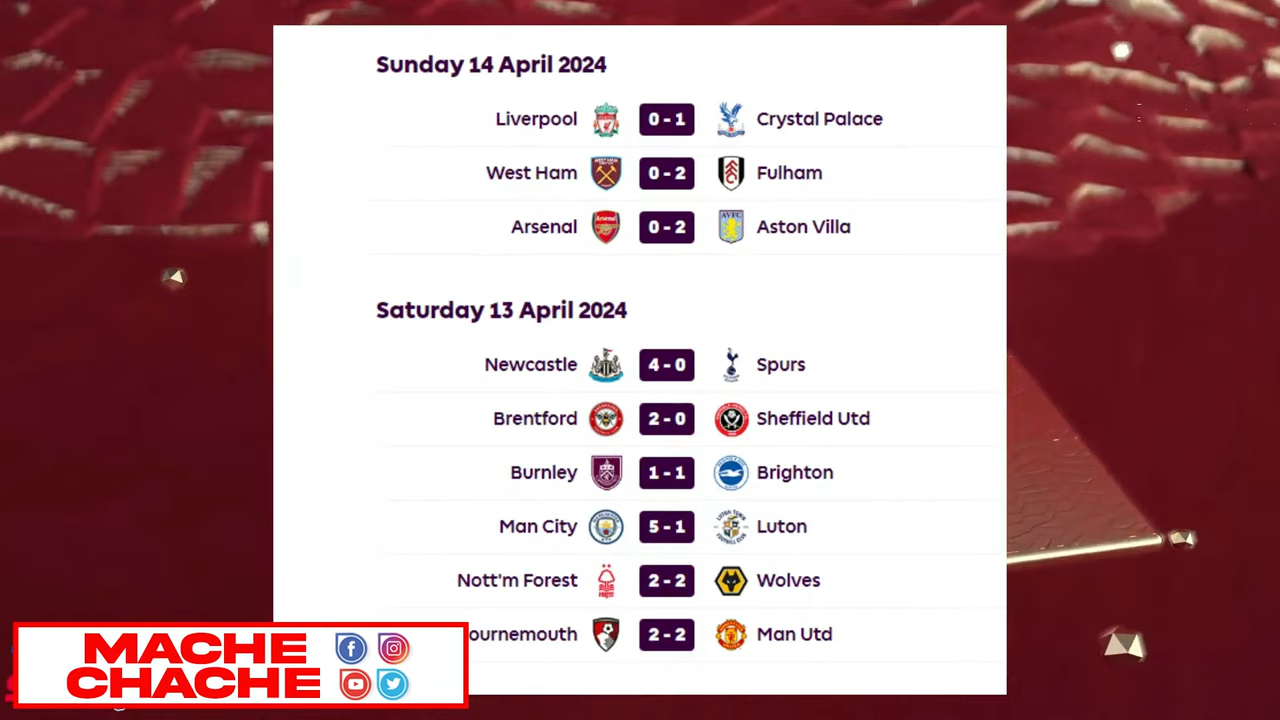 Sunday 14 April 2024
Liverpool 0 - 1 Crystal Palace
West Ham 0 - 2 Fulham
Arsenal 0 - 2 Aston Villa
Saturday 13 April 2024
Newcastle 4 - 0 Spurs
Brentford 2 - 0 Sheffield Utd
Burnley 1 - 1 Brighton
Man City 5 - 1 Luton
Nott'm Forest 2 - 2 Wolves
ournemouth 2 - 2 Man Utd
MACHE
CHACHE